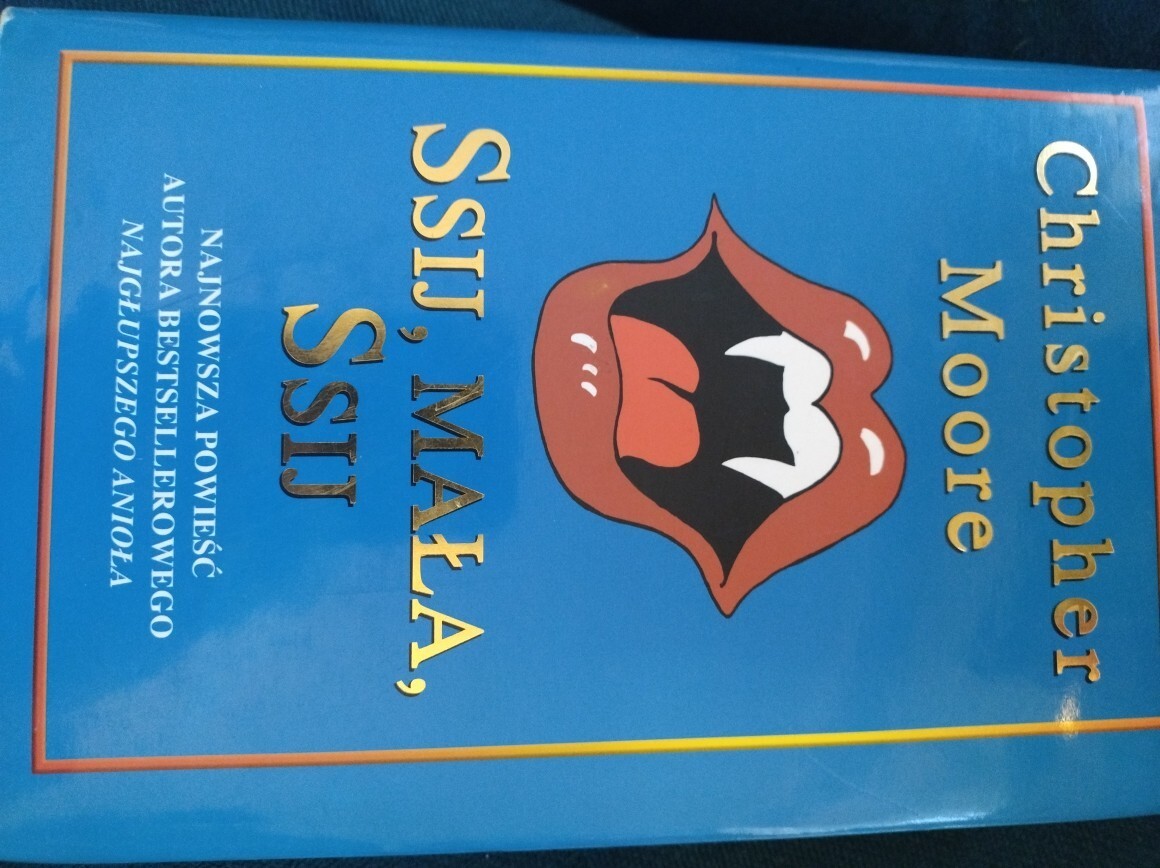 Christopher
Moore
SSIJ, MAŁA,
SSIJ
NAJNOWSZA POWIEŚĆ
AUTORA BESTSELLEROWEGO
NAJGŁUPSZEGO ANIOŁA